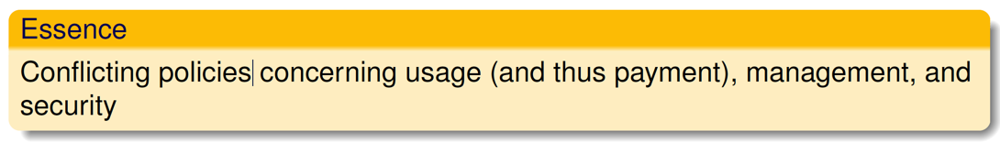 Essence
Conflicting policies concerning usage (and thus payment), management, and
security